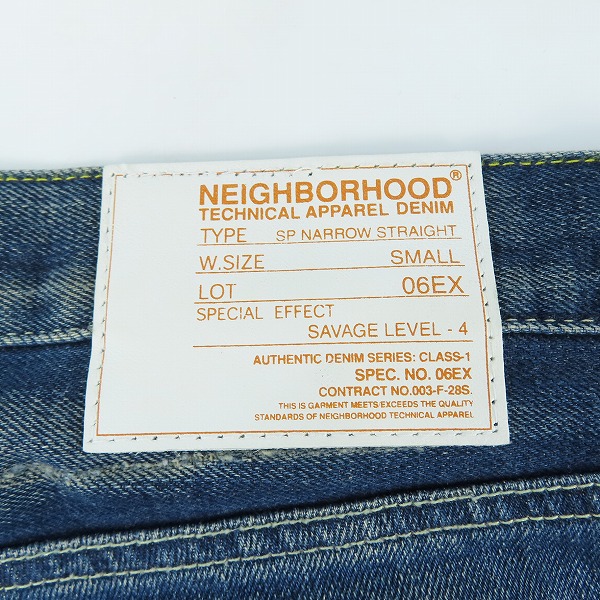 NEIGHBORHOOD®
TECHNICAL APPAREL DENIM
TYPE SP NARROW STRAIGHT
W.SIZE SMALL
LOT 06EX
SPECIAL EFFECT
SAVAGE LEVEL - 4
AUTHENTIC DENIM SERIES: CLASS-1
SPEC. NO. 06EX
CONTRACT NO.003-F-28S.
THIS IS GARMENT MEETS/EXCEEDS THE QUALITY
STANDARDS OF NEIGHBORHOOD TECHNICAL APPAREL